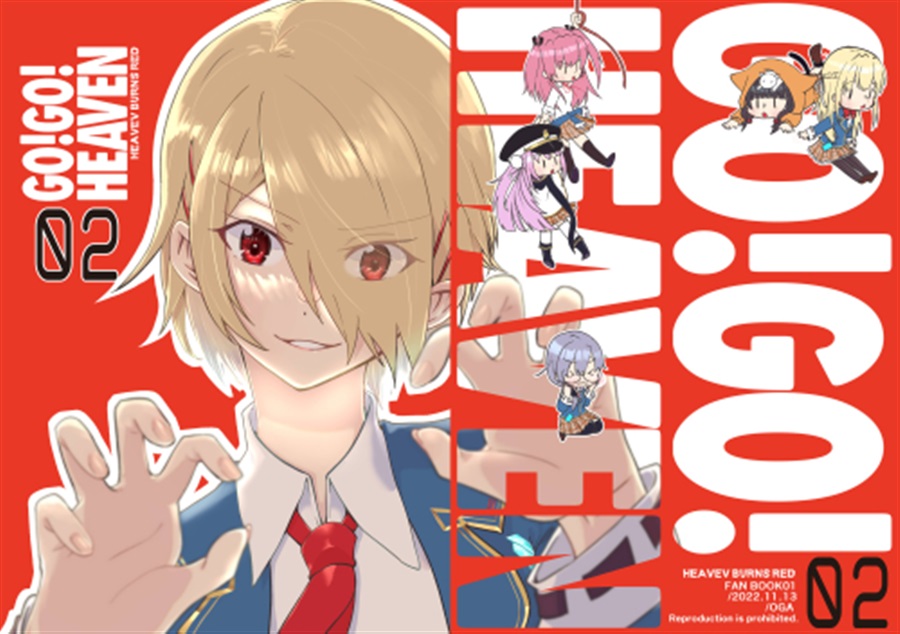 GO!GO!
HEAVEN
HEAVEV BURNS RED
02
HEAVEN
GO!GO!
HEAVEV BURNS RED
FAN BOOK01
/2022.11.13
/OGA
Reproduction is prohibited.
02